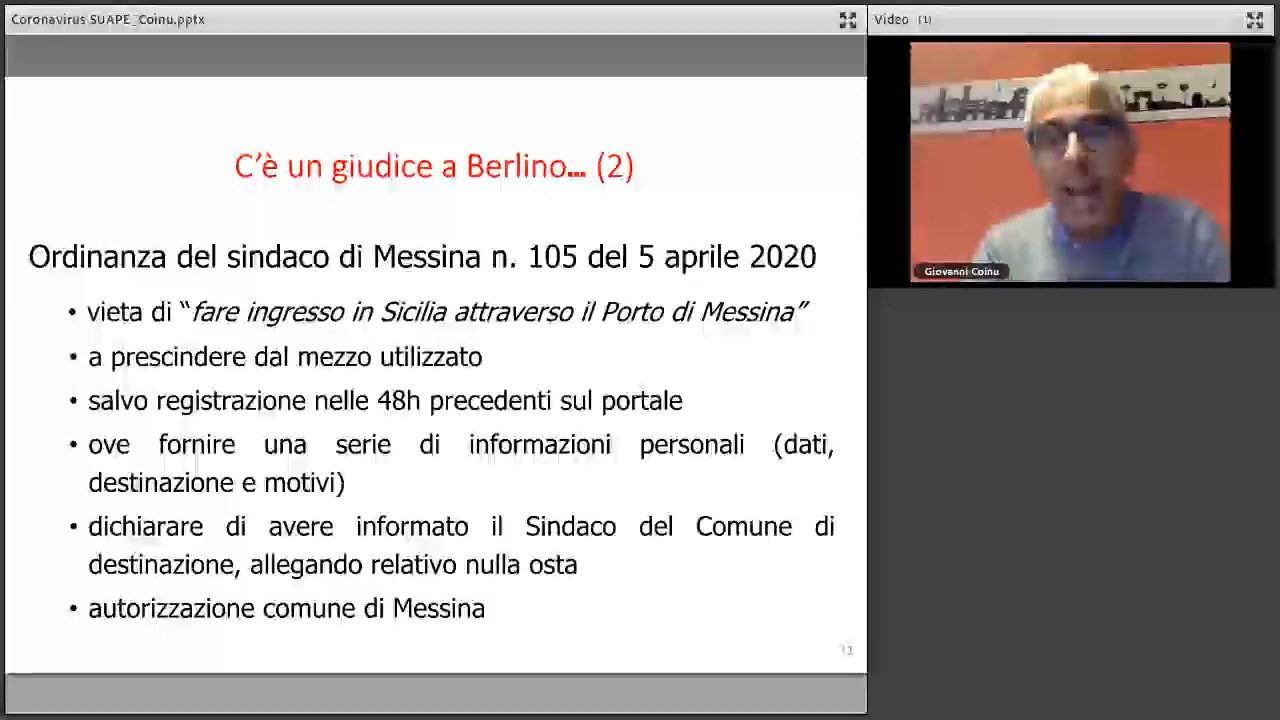 Coronavirus SUAPE_Coinu.pptx
Video (1)
C’è un giudice a Berlino… (2)
Ordinanza del sindaco di Messina n. 105 del 5 aprile 2020
• vieta di “fare ingresso in Sicilia attraverso il Porto di Messina”
• a prescindere dal mezzo utilizzato
• salvo registrazione nelle 48h precedenti sul portale
• ove fornire una serie di informazioni personali (dati,
destinazione e motivi)
• dichiarare di avere informato il Sindaco del Comune di
destinazione, allegando relativo nulla osta
• autorizzazione comune di Messina
Giovanni Coinu